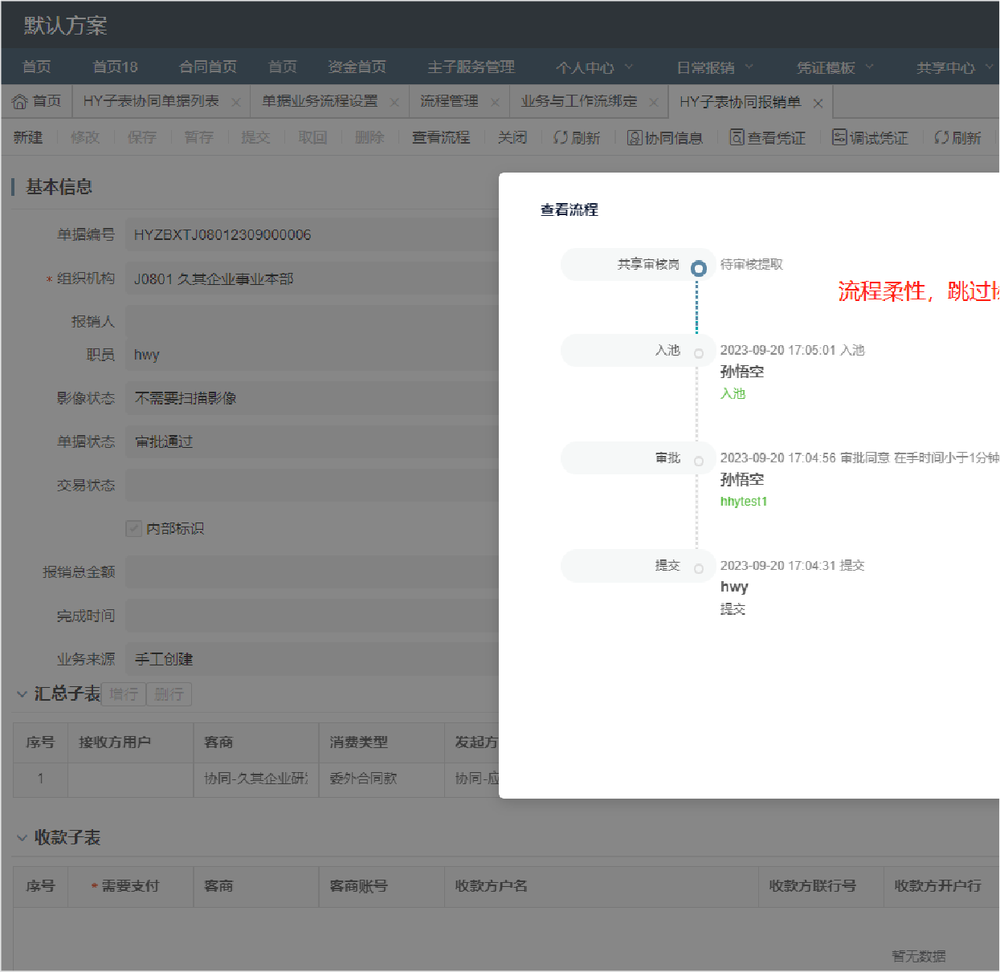 默认方案
首页 首页18 合同首页 首页 资金首页 主子服务管理 个人中心 日常报销 凭证模板 共享中心
首页 HY子表协同单据列表 单据业务流程设置 流程管理 业务与工作流绑定 HY子表协同报销单
新建 修改 保存 暂存 提交 取回 删除 查看流程 关闭 刷新 协同信息 查看凭证 调试凭证 刷新
基本信息
单据编号 HYZBXTJ08012309000006
* 组织机构 J0801 久其企业事业本部
报销人
职员 hwy
影像状态 不需要扫描影像
单据状态 审批通过
交易状态
内部标识
报销总金额
完成时间
业务来源 手工创建
汇总子表 增行 删行
序号 接收方用户 客商 消费类型 发起方
1 协同-久其企业研 委外合同款 协同-应
收款子表
序号 * 需要支付 客商 客商账号 收款方户名 收款方联行号 收款方开户行
暂无数据
查看流程
共享审核岗 待审核提取
流程柔性，跳过
入池 2023-09-20 17:05:01 入池
孙悟空
入池
审批 2023-09-20 17:04:56 审批同意 在手时间小于1分钟
孙悟空
hhytest1
提交 2023-09-20 17:04:31 提交
hwy
提交